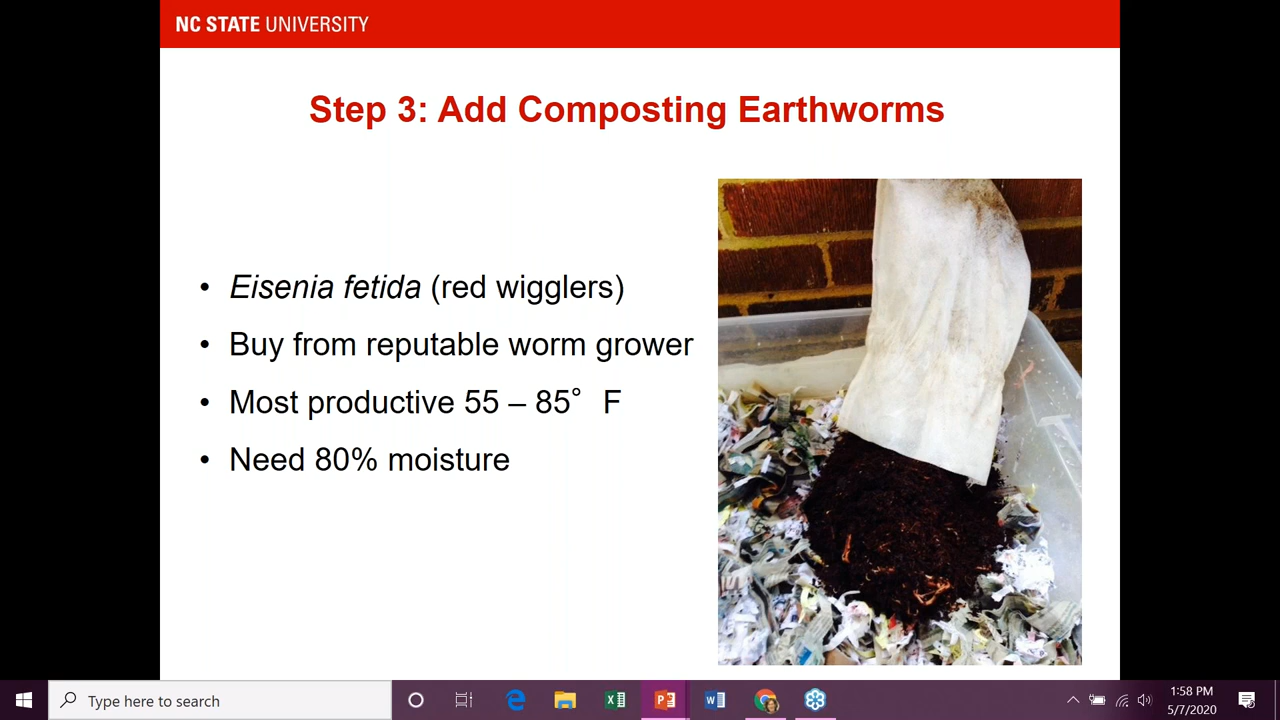 NC STATE UNIVERSITY
Step 3: Add Composting Earthworms
• Eisenia fetida (red wigglers)
• Buy from reputable worm grower
• Most productive 55 – 85° F
• Need 80% moisture
Type here to search
1:58 PM
5/7/2020